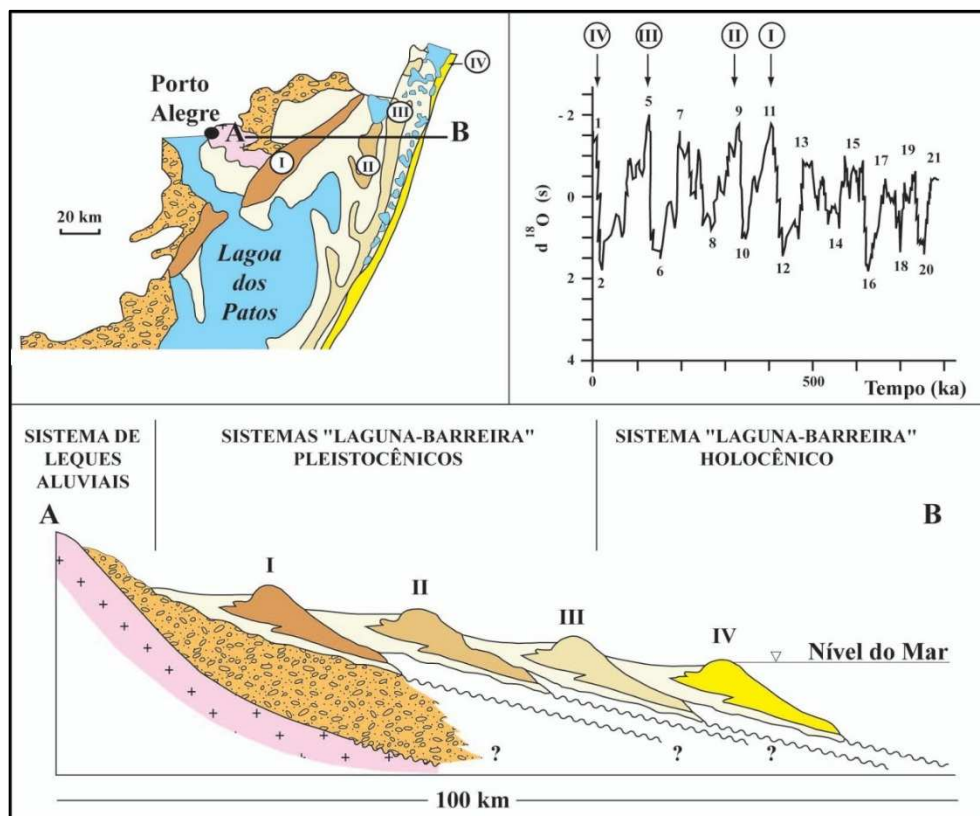 Porto
Alegre
A
B
I
II
III
IV
20 km
Lagoa
dos
Patos
IV
III
II
I
-2
0
2
4
d 18O (s)
1
2
5
6
7
8
9
10
11
12
13
14
15
16
17
18
19
20
21
0
500
Tempo (ka)
SISTEMA DE
LEQUES
ALUVIAIS
SISTEMAS "LAGUNA-BARREIRA"
PLEISTOCÊNICOS
SISTEMA "LAGUNA-BARREIRA"
HOLOCÊNICO
A
B
I
II
III
IV
Nível do Mar
?
?
?
100 km